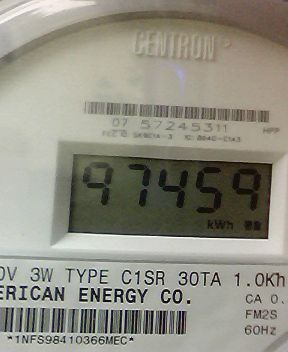 CENTRON
07 57245311
97459
kWh
0V 3W TYPE C1SR 30TA 1.0Kh
ERICAN ENERGY CO. CA 0.
FM2S
60Hz
*1NFS98410366MEC*